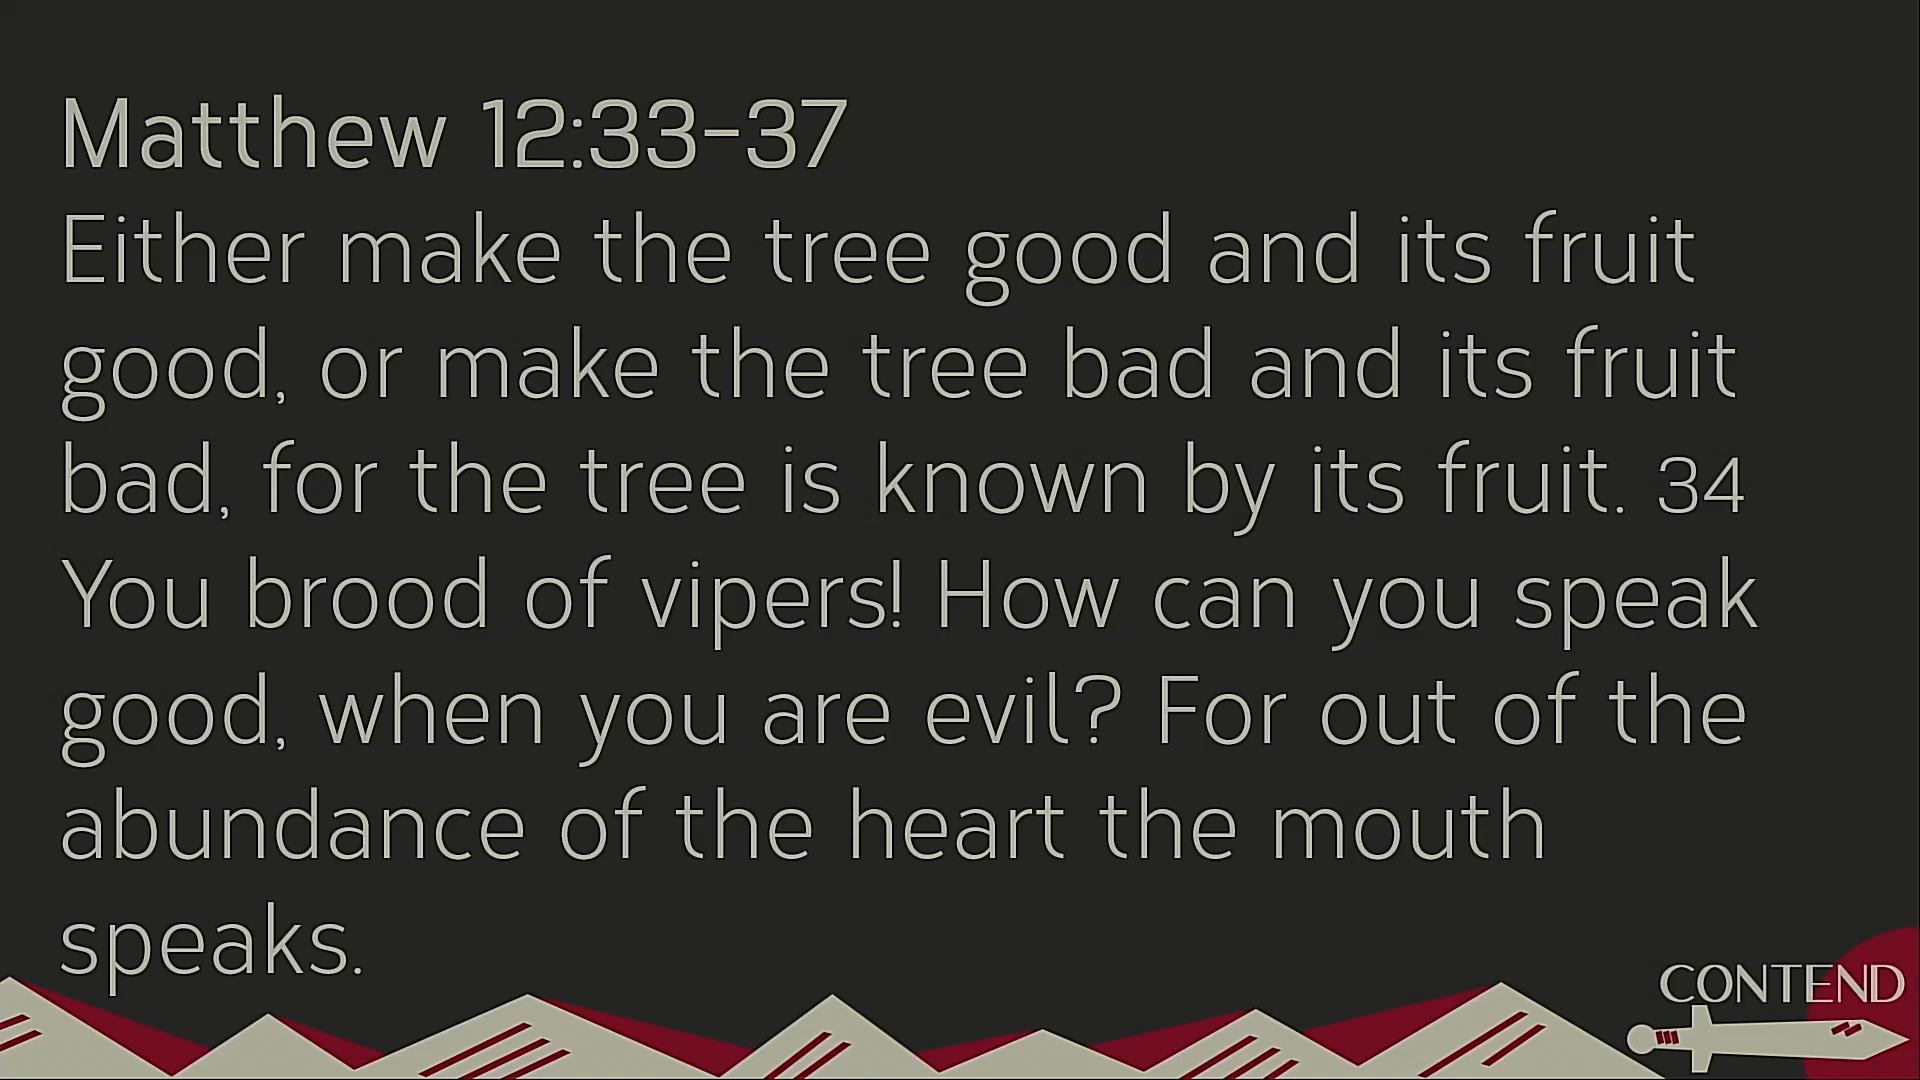 Matthew 12:33–37
Either make the tree good and its fruit
good, or make the tree bad and its fruit
bad, for the tree is known by its fruit. 34
You brood of vipers! How can you speak
good, when you are evil? For out of the
abundance of the heart the mouth
speaks.
CONTEND